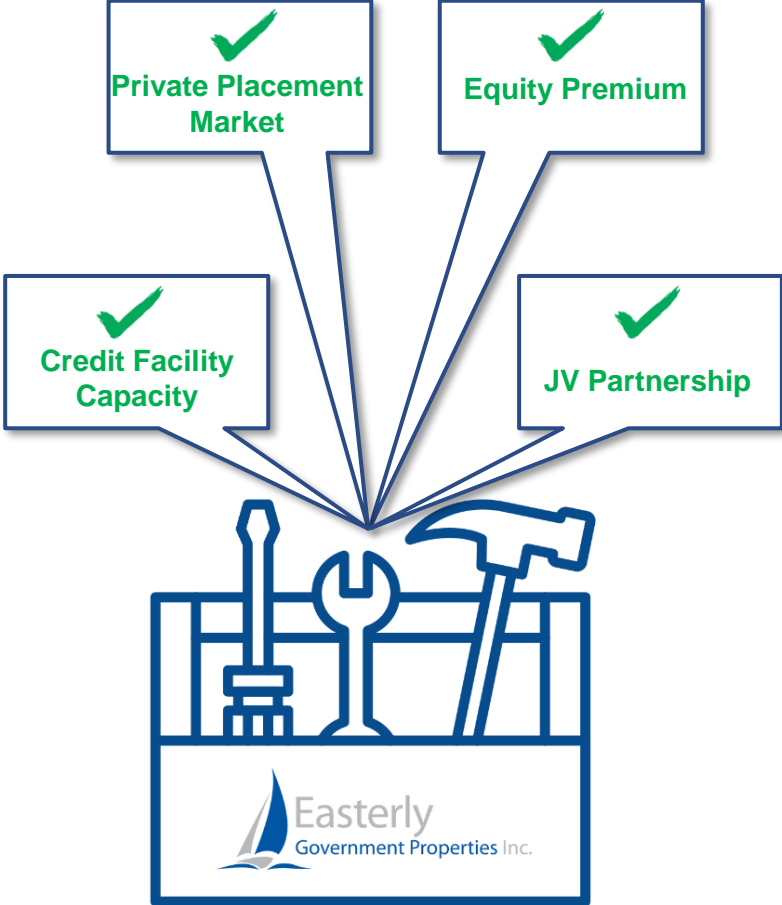 Private Placement
Market
Equity Premium
Credit Facility
Capacity
JV Partnership
Easterly
Government Properties Inc.